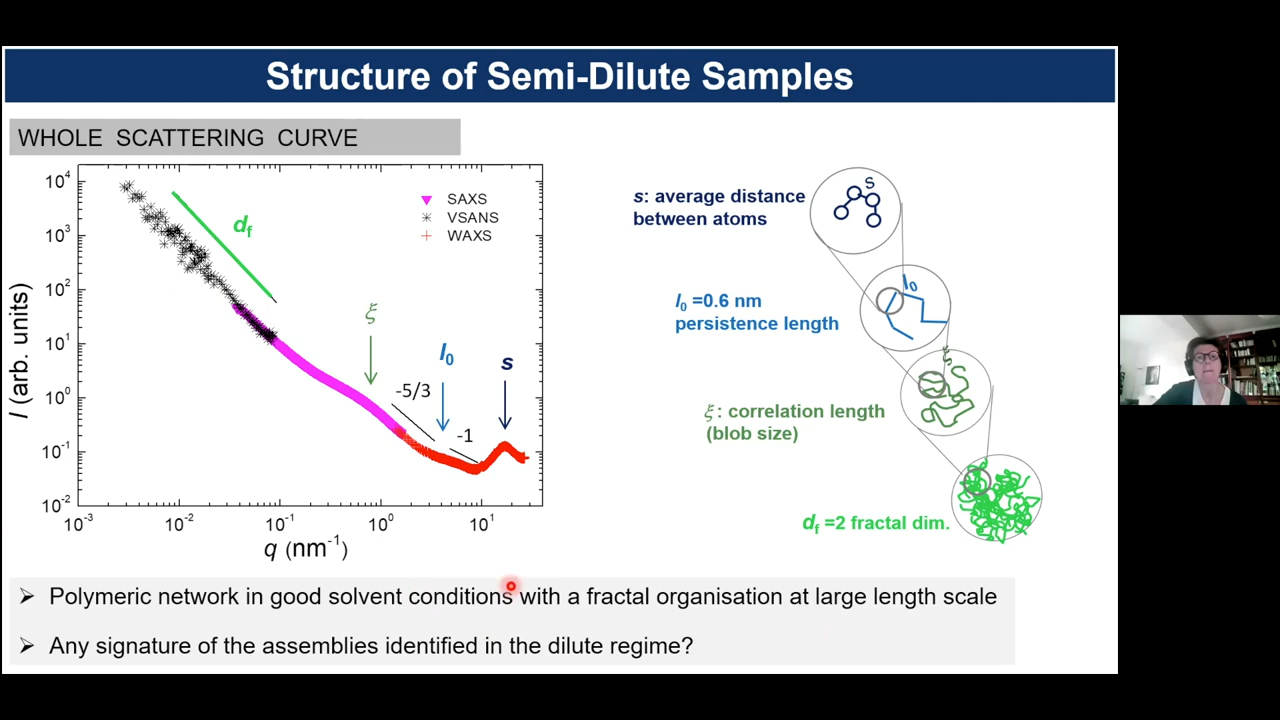 Structure of Semi-Dilute Samples
WHOLE SCATTERING CURVE
10⁴
10³
10²
10¹
10⁰
10⁻¹
10⁻²
I (arb. units)
SAXS
VSANS
WAXS
d_f
ξ
l₀
s
-5/3
-1
10⁻³
10⁻²
10⁻¹
10⁰
10¹
q (nm⁻¹)
s: average distance
between atoms
s
l₀ =0.6 nm
persistence length
l₀
ξ : correlation length
(blob size)
ξ
d_f =2 fractal dim.
➢ Polymeric network in good solvent conditions with a fractal organisation at large length scale
➢ Any signature of the assemblies identified in the dilute regime?